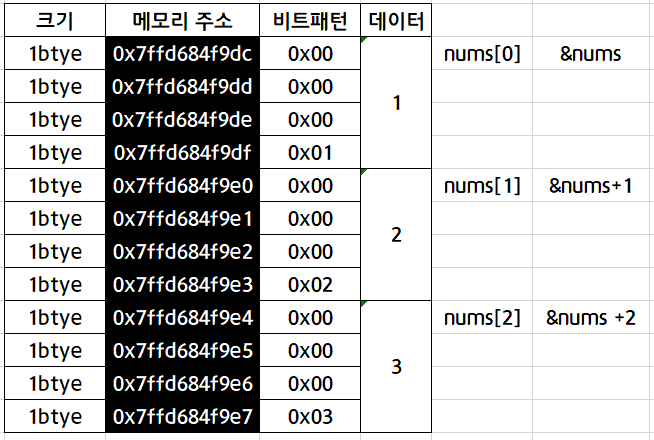 크기 메모리 주소 비트패턴 데이터
1btye 0x7ffd684f9dc 0x00 1 nums[0] &nums
1btye 0x7ffd684f9dd 0x00
1btye 0x7ffd684f9de 0x00
1btye 0x7ffd684f9df 0x01
1btye 0x7ffd684f9e0 0x00 2 nums[1] &nums+1
1btye 0x7ffd684f9e1 0x00
1btye 0x7ffd684f9e2 0x00
1btye 0x7ffd684f9e3 0x02
1btye 0x7ffd684f9e4 0x00 3 nums[2] &nums +2
1btye 0x7ffd684f9e5 0x00
1btye 0x7ffd684f9e6 0x00
1btye 0x7ffd684f9e7 0x03